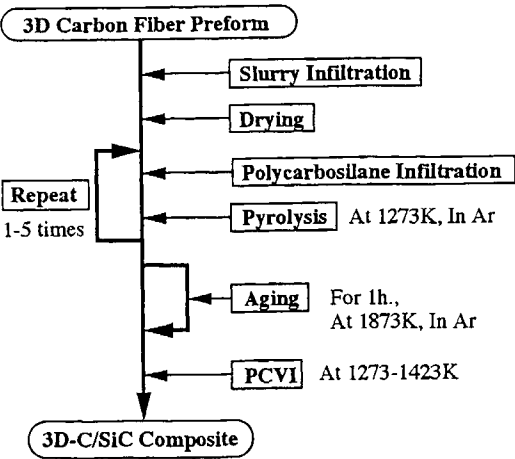 3D Carbon Fiber Preform
Slurry Infiltration
Drying
Polycarbosilane Infiltration
Repeat
1-5 times
Pyrolysis At 1273K, In Ar
Aging For 1h.,
At 1873K, In Ar
PCVI At 1273-1423K
3D-C/SiC Composite